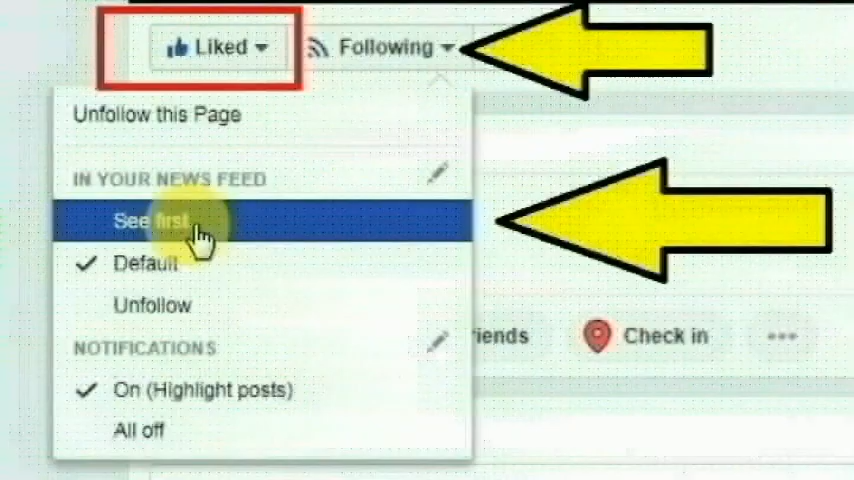 Liked Following
Unfollow this Page
IN YOUR NEWS FEED
See first
Default
Unfollow
riends Check in
NOTIFICATIONS
On (Highlight posts)
All off